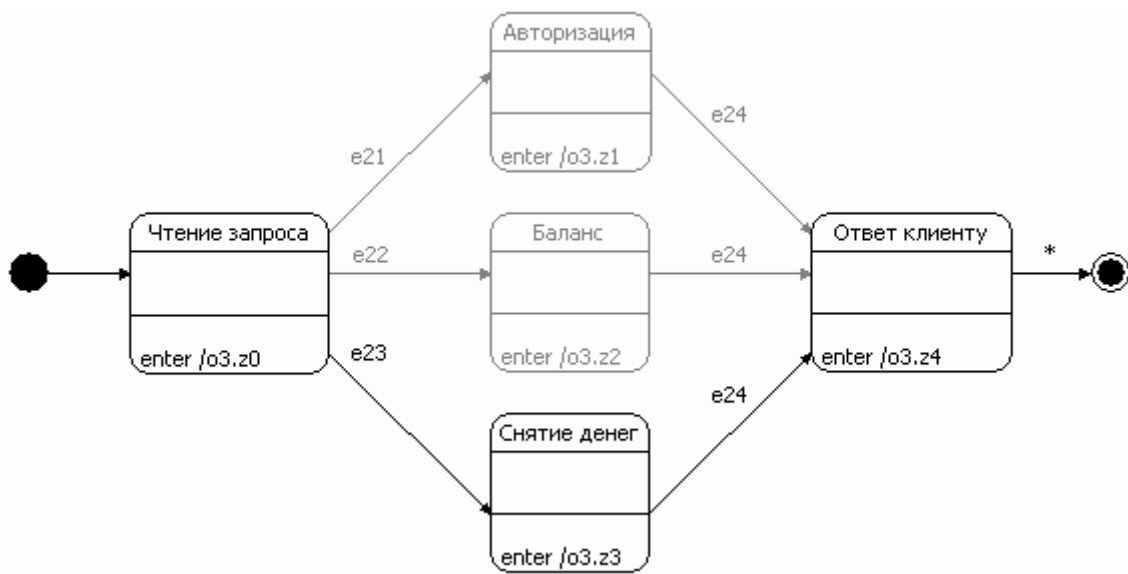 Авторизация
enter /o3.z1
e21
e24
Чтение запроса
enter /o3.z0
e22
Баланс
enter /o3.z2
e24
Ответ клиенту
enter /o3.z4
*
e23
Снятие денег
enter /o3.z3
e24